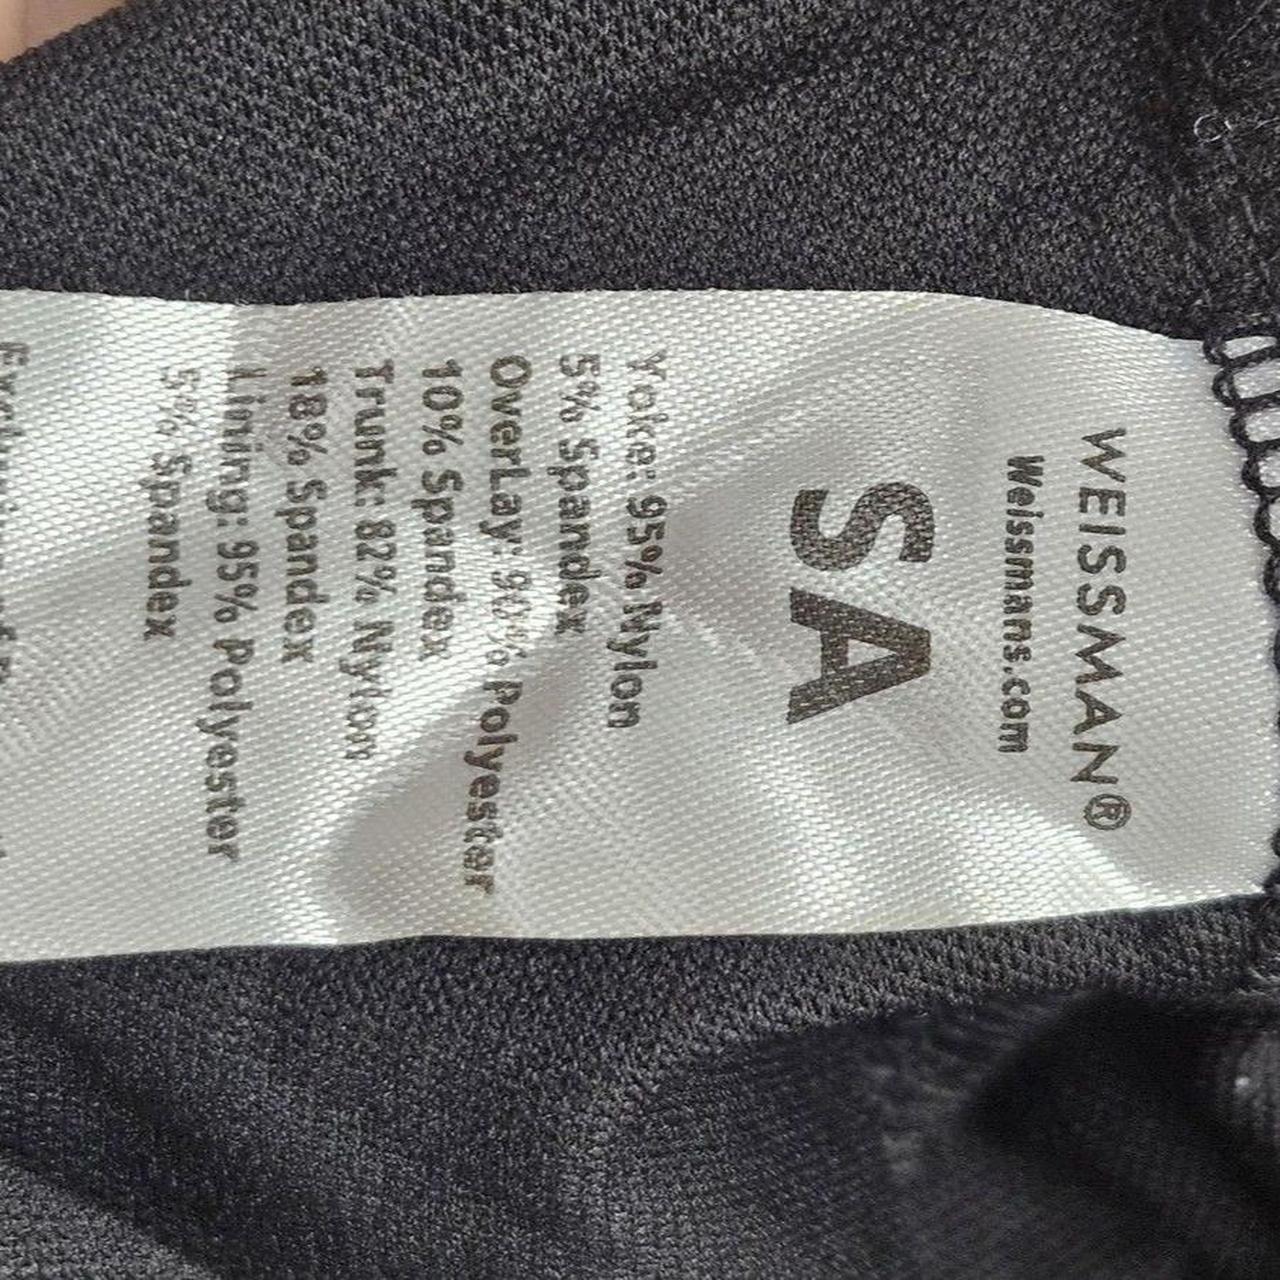 WEISSMAN®
Weissmans.com
SA
Yoke: 95% Nylon
5% Spandex
OverLay: 90% Polyester
10% Spandex
Trunk: 82% Nylon
18% Spandex
Lining: 95% Polyester
5% Spandex